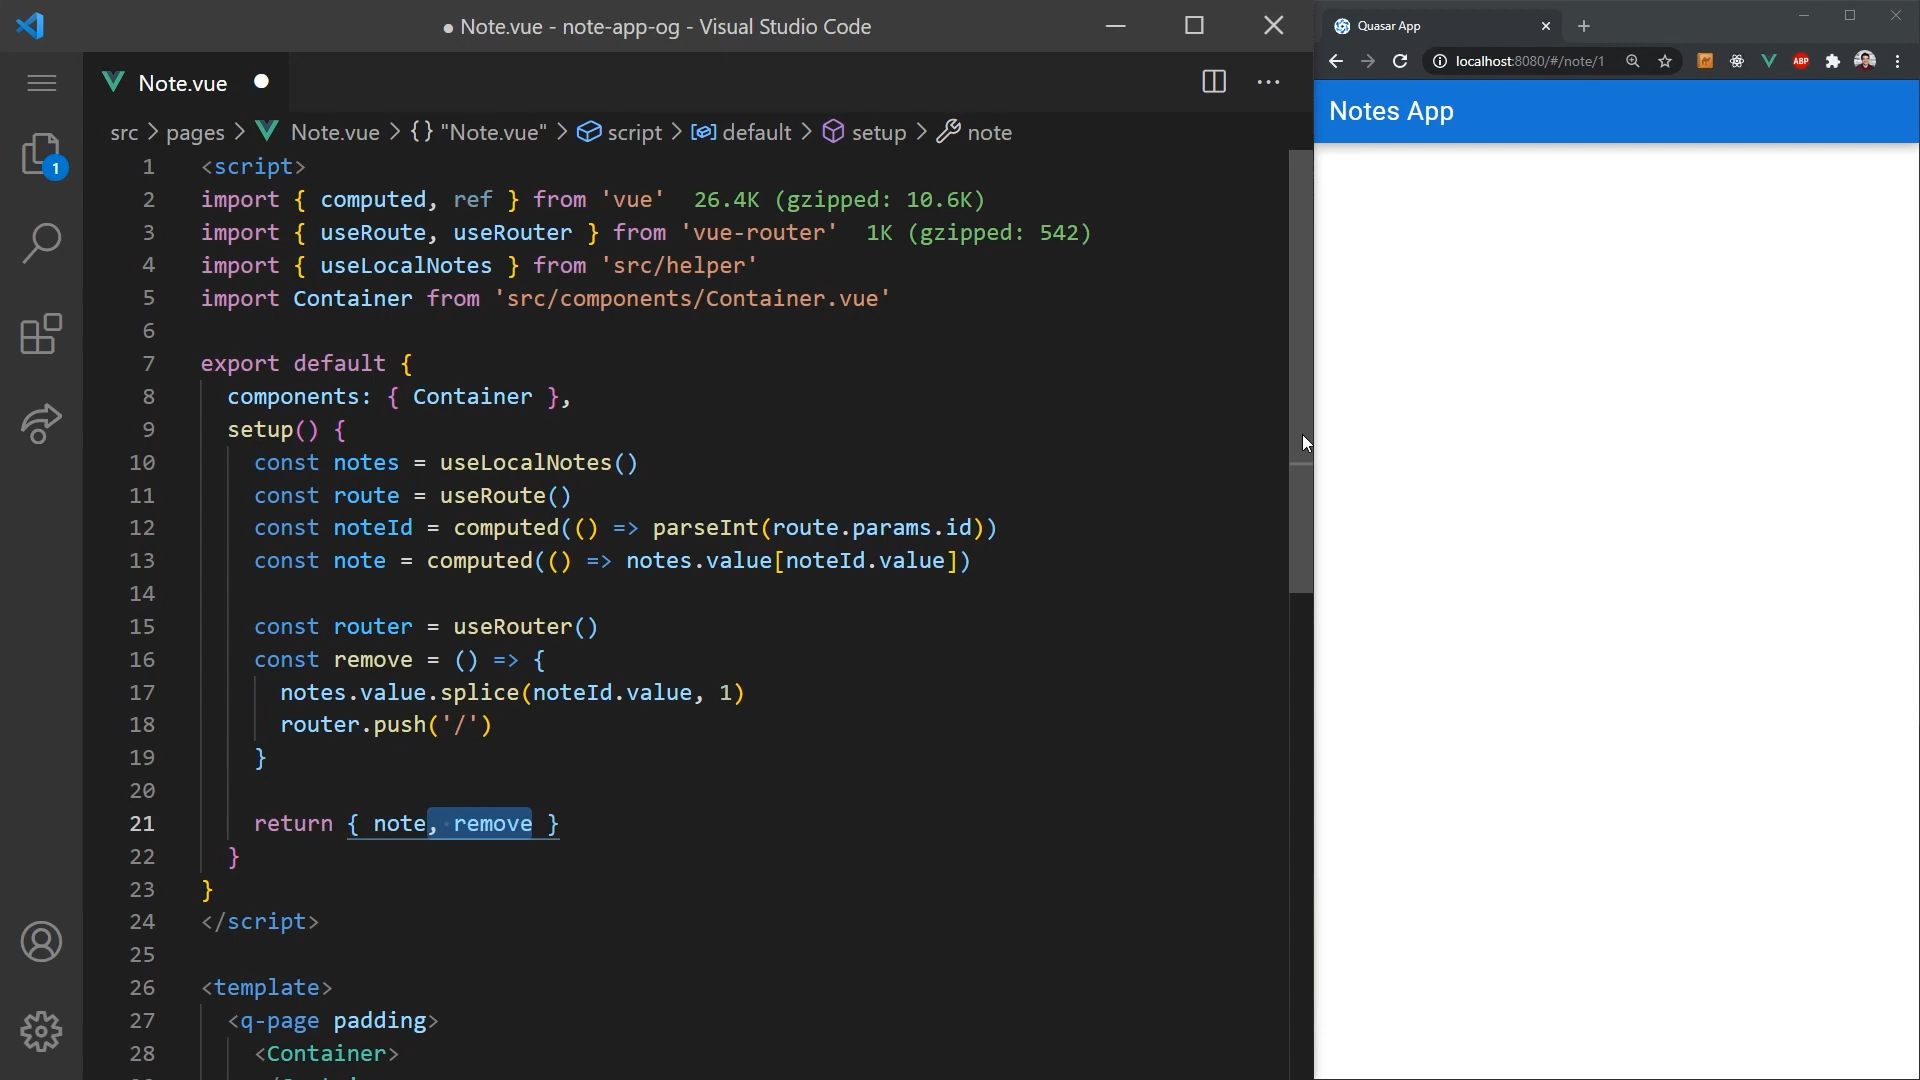 ● Note.vue - note-app-og - Visual Studio Code
Note.vue
src > pages > Note.vue > {} "Note.vue" > script > default > setup > note
1
1 <script>
2 import { computed, ref } from 'vue'  26.4K (gzipped: 10.6K)
3 import { useRoute, useRouter } from 'vue-router'  1K (gzipped: 542)
4 import { useLocalNotes } from 'src/helper'
5 import Container from 'src/components/Container.vue'
6
7 export default {
8   components: { Container },
9   setup() {
10     const notes = useLocalNotes()
11     const route = useRoute()
12     const noteId = computed(() => parseInt(route.params.id))
13     const note = computed(() => notes.value[noteId.value])
14
15     const router = useRouter()
16     const remove = () => {
17       notes.value.splice(noteId.value, 1)
18       router.push('/')
19     }
20
21     return { note, remove }
22   }
23 }
24 </script>
25
26 <template>
27   <q-page padding>
28     <Container>
Quasar App
localhost:8080/#/note/1
ABP
Notes App